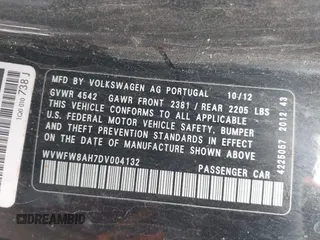 MFD BY VOLKSWAGEN AG PORTUGAL 10/12
GVWR 4542 GAWR FRONT 2381 / REAR 2205 LBS
THIS VEHICLE CONFORMS TO ALL APPLICABLE
U.S. FEDERAL MOTOR VEHICLE SAFETY, BUMPER
AND THEFT PREVENTION STANDARDS IN EFFECT
ON THE DATE OF MANUFACTURE SHOWN ABOVE
WVWFW8AH7DV004132 PASSENGER CAR
4225057 2012 43
738J
DREAMBID